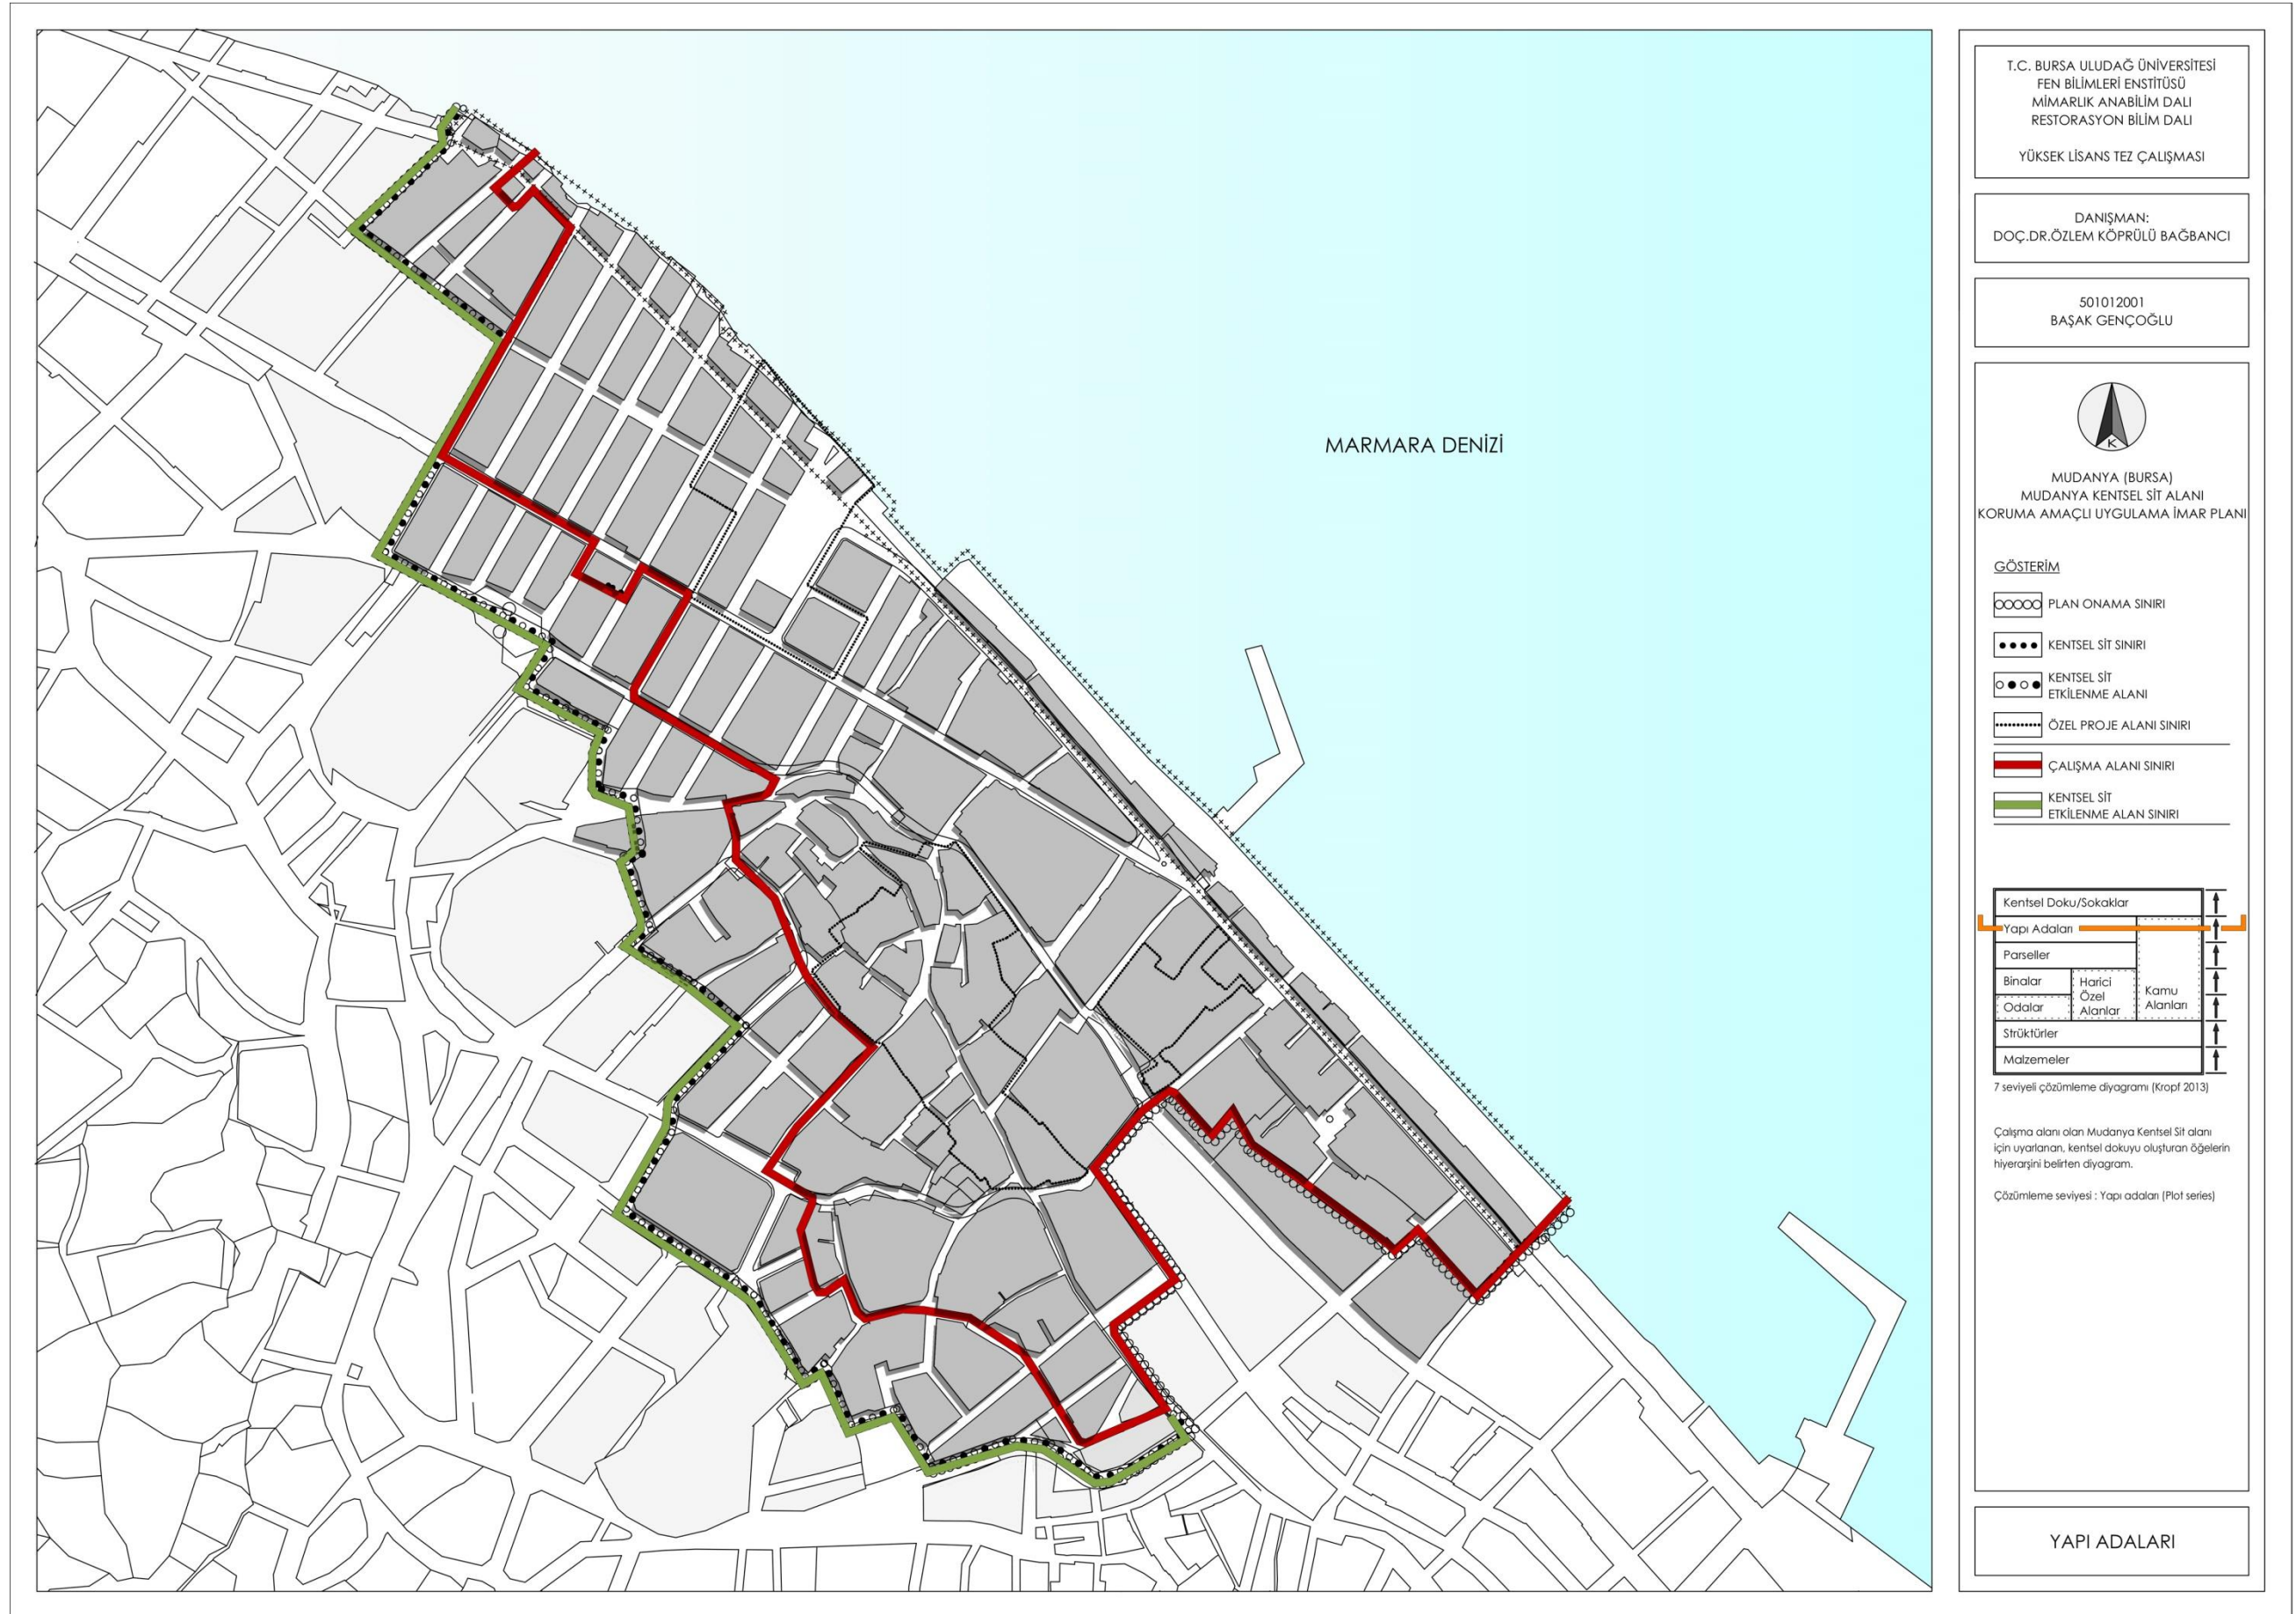 MARMARA DENİZİ
T.C. BURSA ULUDAĞ ÜNİVERSİTESİ
FEN BİLİMLERİ ENSTİTÜSÜ
MİMARLIK ANABİLİM DALI
RESTORASYON BİLİM DALI
YÜKSEK LİSANS TEZ ÇALIŞMASI
DANIŞMAN:
DOÇ.DR.ÖZLEM KÖPRÜLÜ BAĞBANCI
501012001
BAŞAK GENÇOĞLU
K
MUDANYA (BURSA)
MUDANYA KENTSEL SİT ALANI
KORUMA AMAÇLI UYGULAMA İMAR PLANI
GÖSTERİM
PLAN ONAMA SINIRI
KENTSEL SİT SINIRI
KENTSEL SİT
ETKİLENME ALANI
ÖZEL PROJE ALANI SINIRI
ÇALIŞMA ALANI SINIRI
KENTSEL SİT
ETKİLENME ALAN SINIRI
Kentsel Doku/Sokaklar
Yapı Adaları
Parseller
Binalar
Odalar
Harici
Özel
Alanlar
Kamu
Alanları
Strüktürler
Malzemeler
7 seviyeli çözümleme diyagramı (Kropf 2013)
Çalışma alanı olan Mudanya Kentsel Sit alanı
için uyarlanan, kentsel dokuyu oluşturan öğelerin
hiyerarşini belirten diyagram.
Çözümleme seviyesi : Yapı adaları (Plot series)
YAPI ADALARI